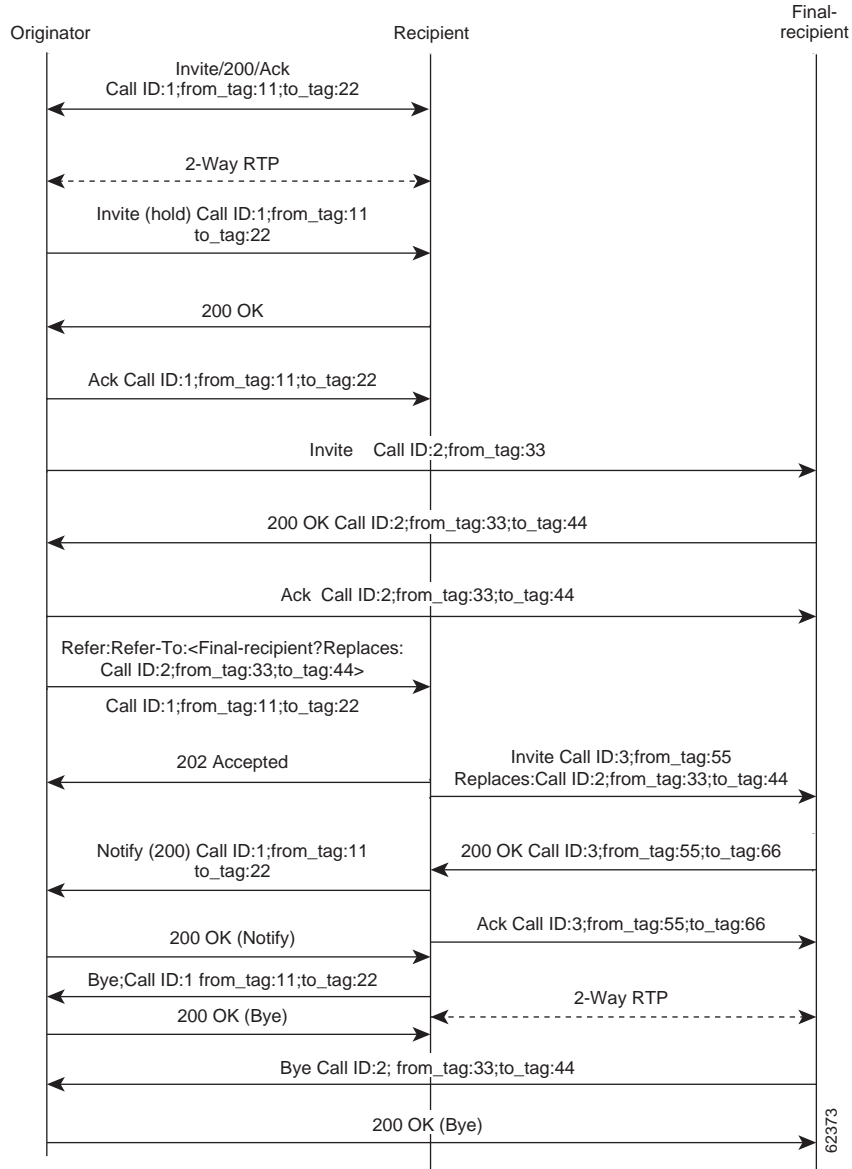 Originator
Recipient
Final-
recipient
Invite/200/Ack
Call ID:1;from_tag:11;to_tag:22
2-Way RTP
Invite (hold) Call ID:1;from_tag:11
to_tag:22
200 OK
Ack Call ID:1;from_tag:11;to_tag:22
Invite Call ID:2;from_tag:33
200 OK Call ID:2;from_tag:33;to_tag:44
Ack Call ID:2;from_tag:33;to_tag:44
Refer:Refer-To:<Final-recipient?Replaces:
Call ID:2;from_tag:33;to_tag:44>
Call ID:1;from_tag:11;to_tag:22
202 Accepted
Invite Call ID:3;from_tag:55
Replaces:Call ID:2;from_tag:33;to_tag:44
Notify (200) Call ID:1;from_tag:11
to_tag:22
200 OK Call ID:3;from_tag:55;to_tag:66
200 OK (Notify)
Ack Call ID:3;from_tag:55;to_tag:66
Bye;Call ID:1 from_tag:11;to_tag:22
2-Way RTP
200 OK (Bye)
Bye Call ID:2; from_tag:33;to_tag:44
200 OK (Bye)
62373